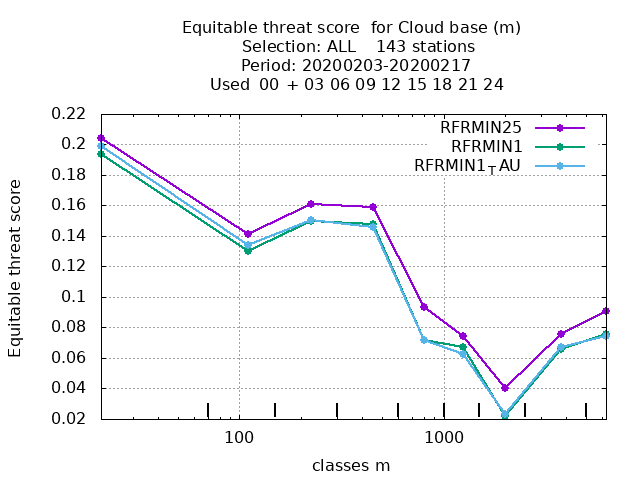 Equitable threat score  for Cloud base (m)
Selection: ALL    143 stations
Period: 20200203-20200217
Used  00 + 03 06 09 12 15 18 21 24
RFRMIN25
RFRMIN1
RFRMIN1TAU
0.22
0.2
0.18
0.16
0.14
0.12
0.1
0.08
0.06
0.04
0.02
Equitable threat score
100
1000
classes m